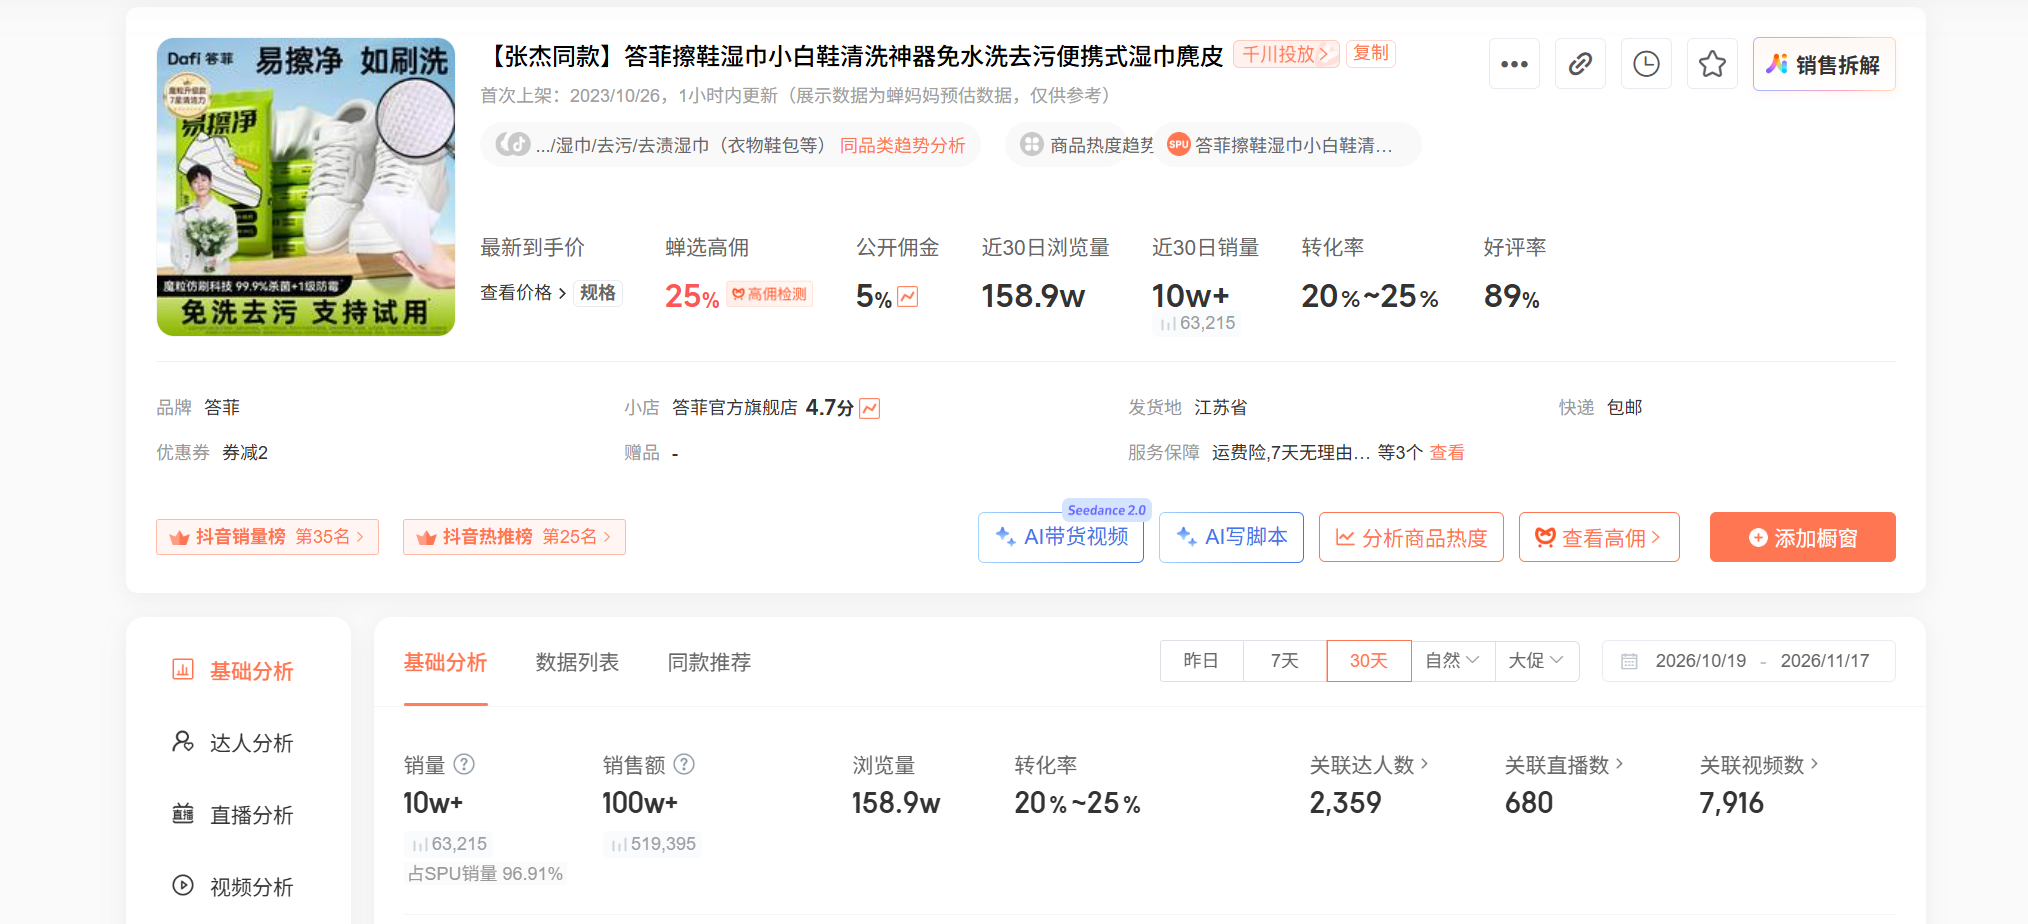 Dafi 答菲
易擦净 如刷洗
魔粒升级款
7星清洁力
易擦净
魔粒仿刷科技 99.9%杀菌+1级防霉
免洗去污 支持试用
【张杰同款】答菲擦鞋湿巾小白鞋清洗神器免水洗去污便携式湿巾麂皮
千川投放
复制
销售拆解
首次上架：2023/10/26，1小时内更新（展示数据为蝉妈妈预估数据，仅供参考）
.../湿巾/去污/去渍湿巾（衣物鞋包等） 同品类趋势分析
商品热度趋势
SPU 答菲擦鞋湿巾小白鞋清...
最新到手价 蝉选高佣 公开佣金 近30日浏览量 近30日销量 转化率 好评率
查看价格 规格 25% 高佣检测 5% 158.9w 10w+ 20%~25% 89%
63,215
品牌 答菲 小店 答菲官方旗舰店 4.7分 发货地 江苏省 快递 包邮
优惠券 券减2 赠品 - 服务保障 运费险,7天无理由... 等3个 查看
抖音销量榜 第35名 抖音热推榜 第25名
Seedance 2.0
AI带货视频 AI写脚本 分析商品热度 查看高佣 添加橱窗
基础分析
达人分析
直播分析
视频分析
基础分析 数据列表 同款推荐
昨日 7天 30天 自然 大促 2026/10/19 - 2026/11/17
销量 销售额 浏览量 转化率 关联达人数 关联直播数 关联视频数
10w+ 100w+ 158.9w 20%~25% 2,359 680 7,916
63,215 519,395
占SPU销量 96.91%